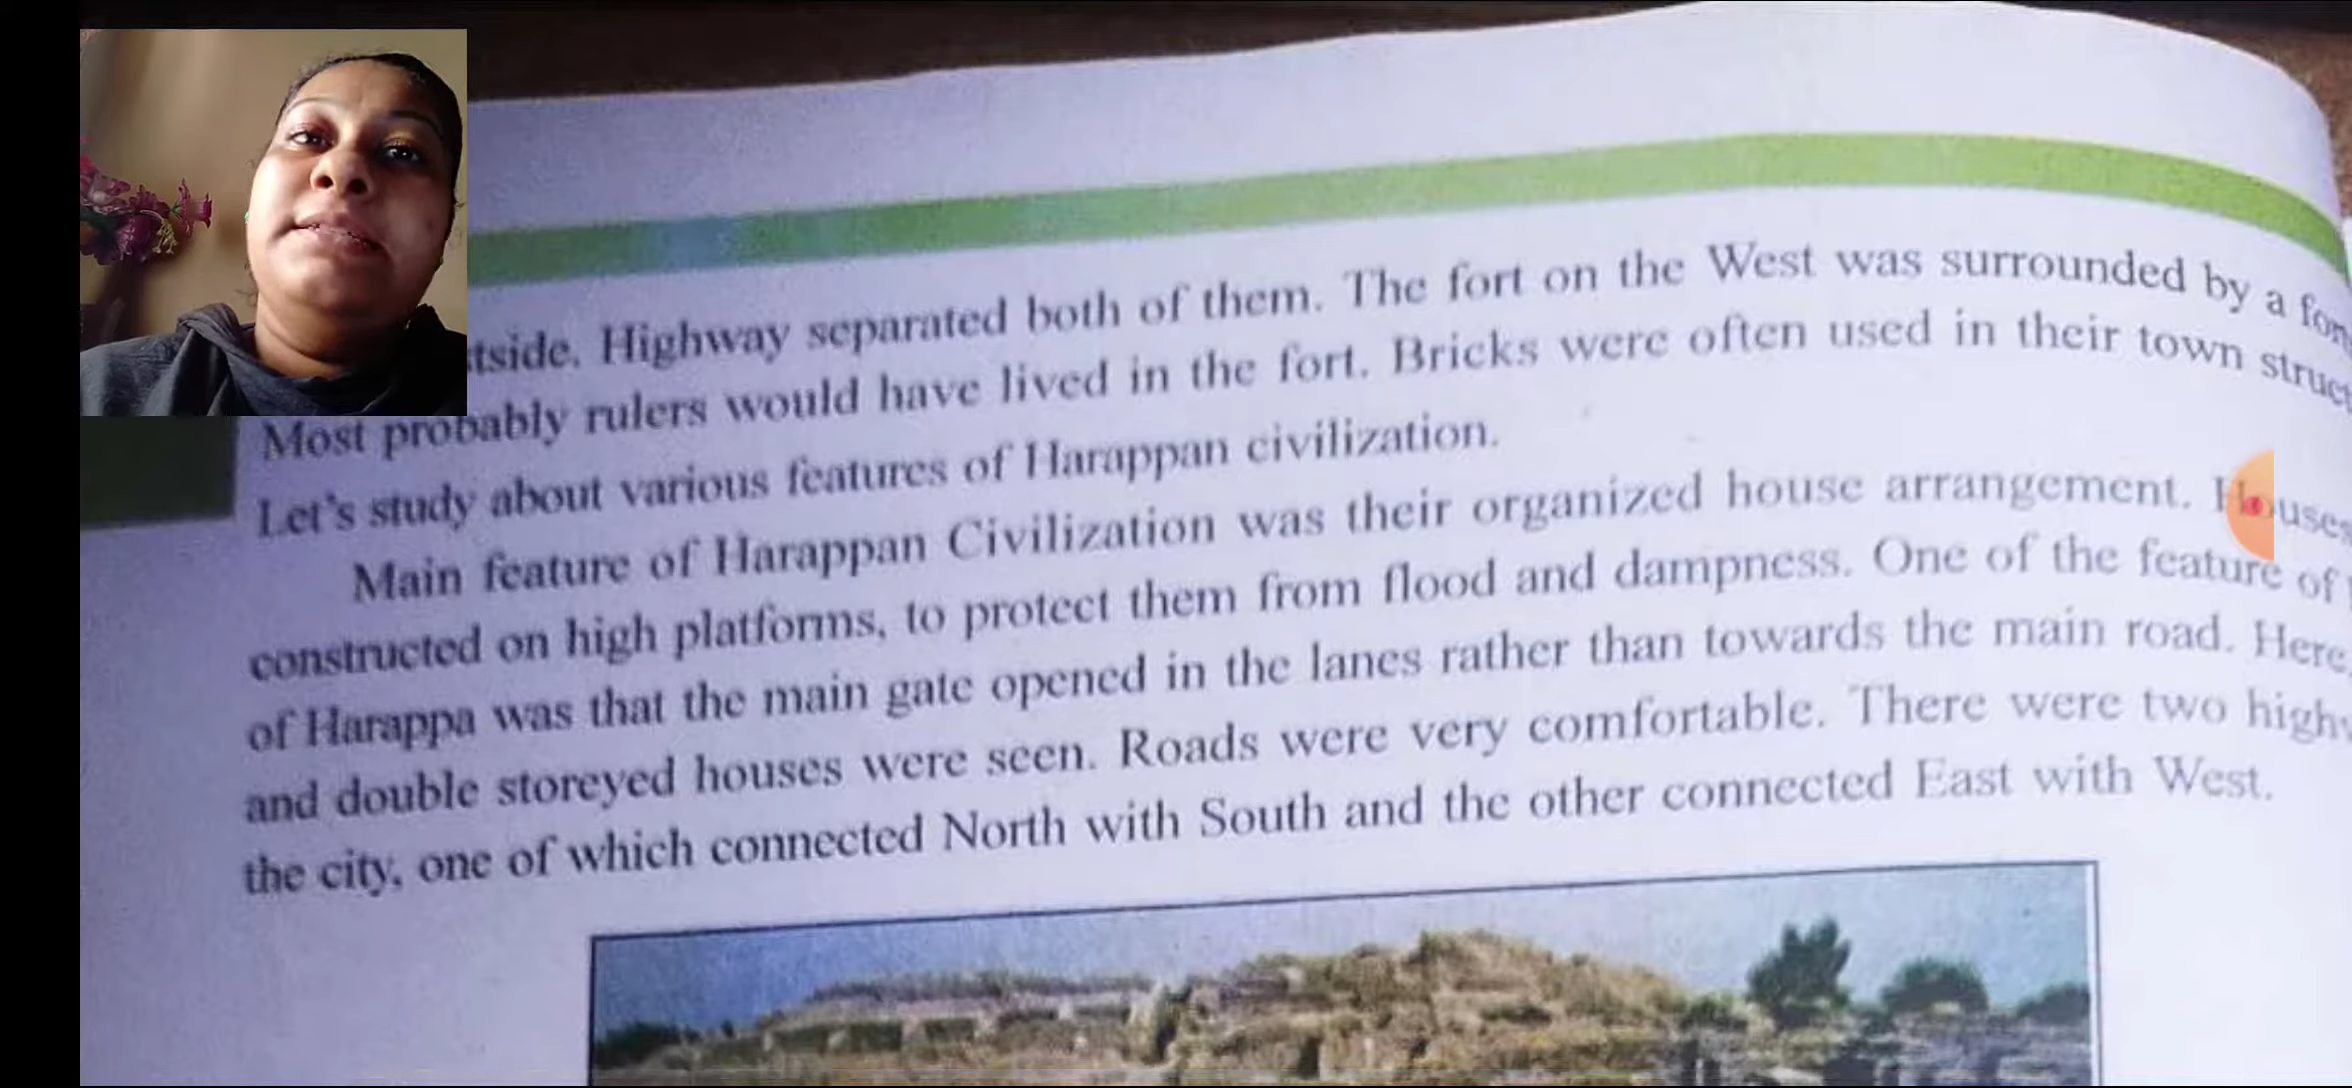 Highway separated both of them. The fort on the West was surrounded by a
Most probably rulers would have lived in the fort. Bricks were often used in their town
Let's study about various features of Harappan civilization.
Main feature of Harappan Civilization was their organized house arrangement.
constructed on high platforms, to protect them from flood and dampness. One of the feature of
of Harappa was that the main gate opened in the lanes rather than towards the main road. Here
and double storeyed houses were seen. Roads were very comfortable. There were two
the city, one of which connected North with South and the other connected East with West.